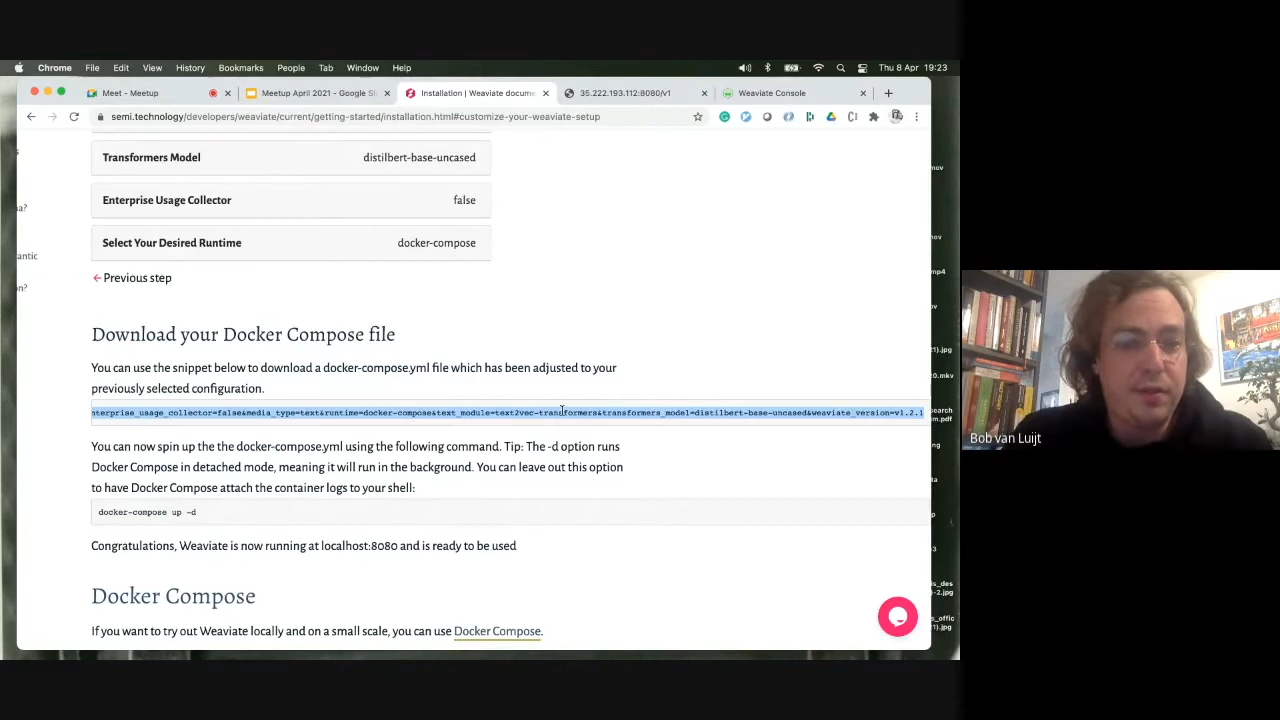 Chrome File Edit View History Bookmarks People Tab Window Help Thu 8 Apr 19:23
Meet - Meetup Meetup April 2021 - Google Sl Installation | Weaviate docume 35.222.193.112:8080/v1 Weaviate Console
semi.technology/developers/weaviate/current/getting-started/installation.html#customize-your-weaviate-setup
Transformers Model distilbert-base-uncased
Enterprise Usage Collector false
Select Your Desired Runtime docker-compose
antic
← Previous step
Download your Docker Compose file
You can use the snippet below to download a docker-compose.yml file which has been adjusted to your
previously selected configuration.
nterprise_usage_collector=false&media_type=text&runtime=docker-compose&text_module=text2vec-transformers&transformers_model=distilbert-base-uncased&weaviate_version=v1.2.1
You can now spin up the the docker-compose.yml using the following command. Tip: The -d option runs
Docker Compose in detached mode, meaning it will run in the background. You can leave out this option
to have Docker Compose attach the container logs to your shell:
docker-compose up -d
Congratulations, Weaviate is now running at localhost:8080 and is ready to be used
Docker Compose
If you want to try out Weaviate locally and on a small scale, you can use Docker Compose.
Bob van Luijt